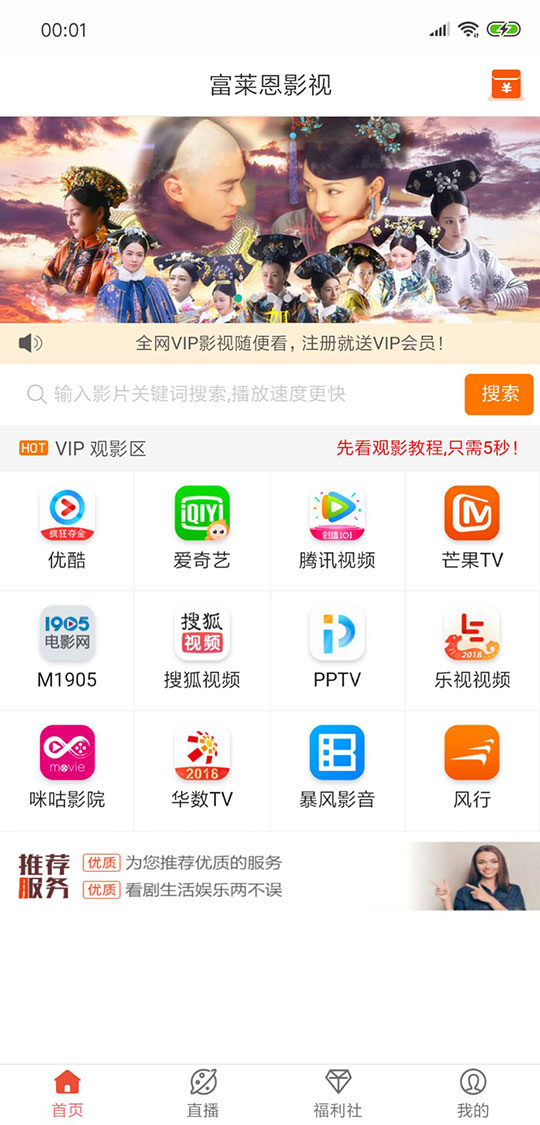 00:01
富莱恩影视
¥
全网VIP影视随便看，注册就送VIP会员！
输入影片关键词搜索,播放速度更快
搜索
HOT VIP 观影区
先看观影教程,只需5秒！
疯狂夺金
iQIYI
创造101
优酷
爱奇艺
腾讯视频
芒果TV
1905
电影网
搜狐
视频
2018
M1905
搜狐视频
PPTV
乐视视频
movie
2018
咪咕影院
华数TV
暴风影音
风行
推荐
服务
优质 为您推荐优质的服务
优质 看剧生活娱乐两不误
首页
直播
福利社
我的